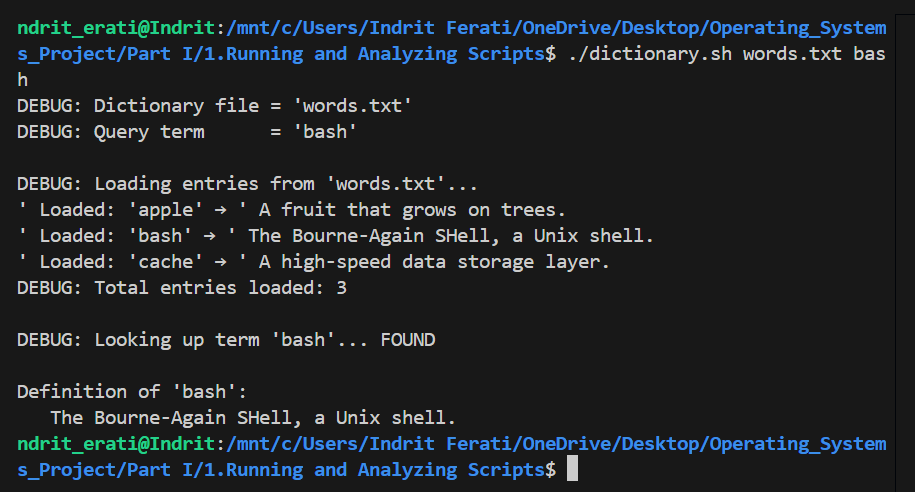 ndrit_erati@Indrit:/mnt/c/Users/Indrit Ferati/OneDrive/Desktop/Operating_System
s_Project/Part I/1.Running and Analyzing Scripts$ ./dictionary.sh words.txt bas
h
DEBUG: Dictionary file = 'words.txt'
DEBUG: Query term      = 'bash'

DEBUG: Loading entries from 'words.txt'...
' Loaded: 'apple' → ' A fruit that grows on trees.
' Loaded: 'bash' → ' The Bourne-Again SHell, a Unix shell.
' Loaded: 'cache' → ' A high-speed data storage layer.
DEBUG: Total entries loaded: 3

DEBUG: Looking up term 'bash'... FOUND

Definition of 'bash':
   The Bourne-Again SHell, a Unix shell.
ndrit_erati@Indrit:/mnt/c/Users/Indrit Ferati/OneDrive/Desktop/Operating_System
s_Project/Part I/1.Running and Analyzing Scripts$